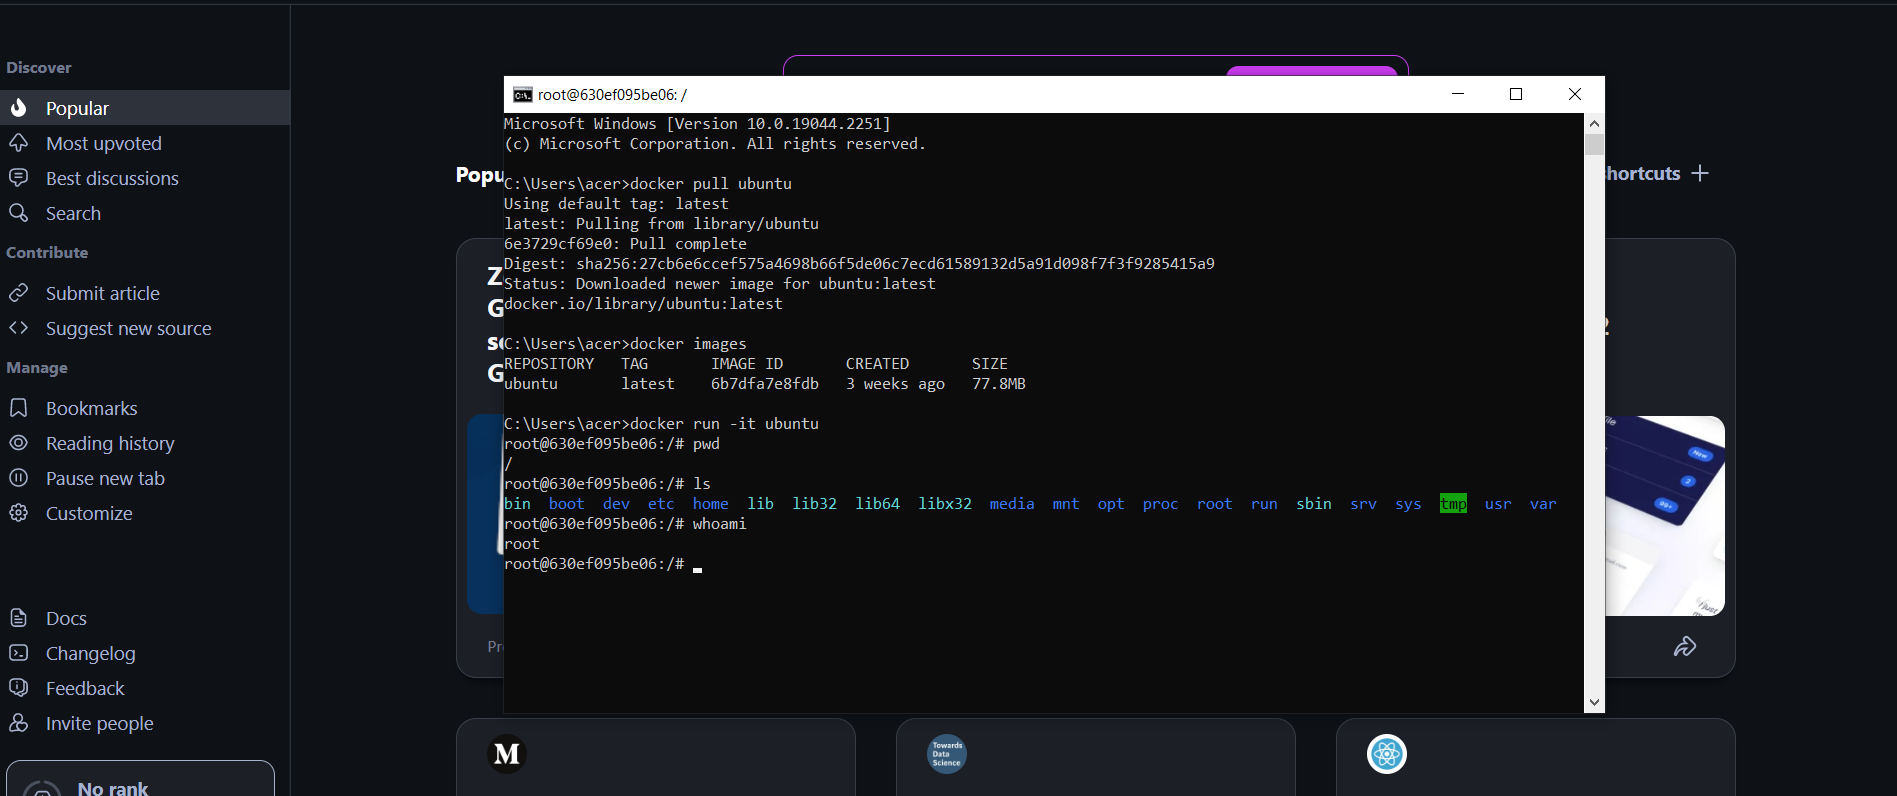 Discover
Popular
Most upvoted
Best discussions
Search
Contribute
Submit article
Suggest new source
Manage
Bookmarks
Reading history
Pause new tab
Customize
Docs
Changelog
Feedback
Invite people
No rank
Popu
hortcuts +
root@630ef095be06: /
Microsoft Windows [Version 10.0.19044.2251]
(c) Microsoft Corporation. All rights reserved.
C:\Users\acer>docker pull ubuntu
Using default tag: latest
latest: Pulling from library/ubuntu
6e3729cf69e0: Pull complete
Digest: sha256:27cb6e6ccef575a4698b66f5de06c7ecd61589132d5a91d098f7f3f9285415a9
Status: Downloaded newer image for ubuntu:latest
docker.io/library/ubuntu:latest
C:\Users\acer>docker images
REPOSITORY TAG IMAGE ID CREATED SIZE
ubuntu latest 6b7dfa7e8fdb 3 weeks ago 77.8MB
C:\Users\acer>docker run -it ubuntu
root@630ef095be06:/# pwd
/
root@630ef095be06:/# ls
bin boot dev etc home lib lib32 lib64 libx32 media mnt opt proc root run sbin srv sys tmp usr var
root@630ef095be06:/# whoami
root
root@630ef095be06:/#
Z
G
s
G
Pr
New
2
99+
M
Towards
Data
Science